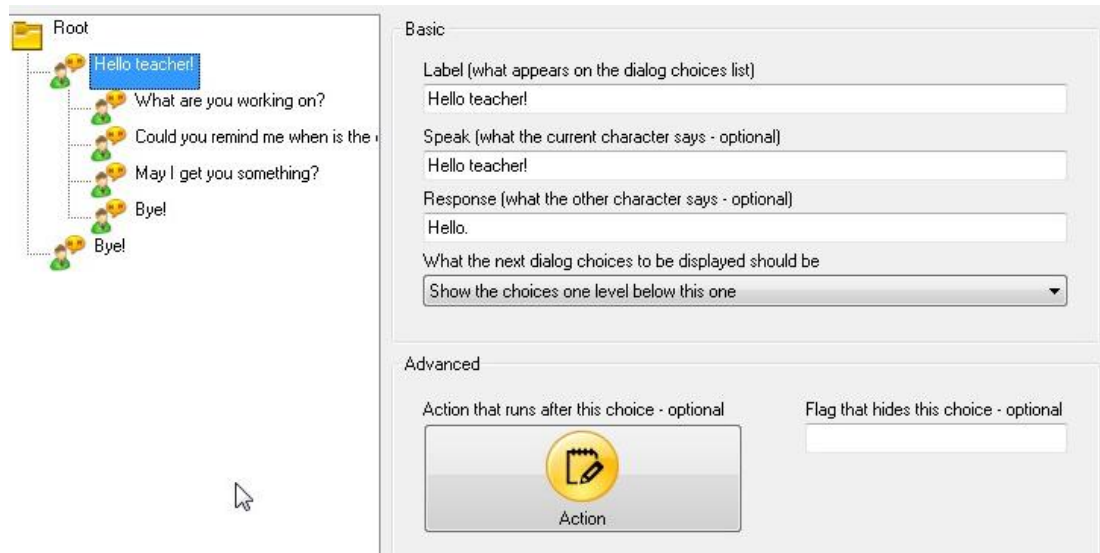 Root
Hello teacher!
What are you working on?
Could you remind me when is the
May I get you something?
Bye!
Bye!
Basic
Label (what appears on the dialog choices list)
Hello teacher!
Speak (what the current character says - optional)
Hello teacher!
Response (what the other character says - optional)
Hello.
What the next dialog choices to be displayed should be
Show the choices one level below this one
Advanced
Action that runs after this choice - optional
Flag that hides this choice - optional
Action